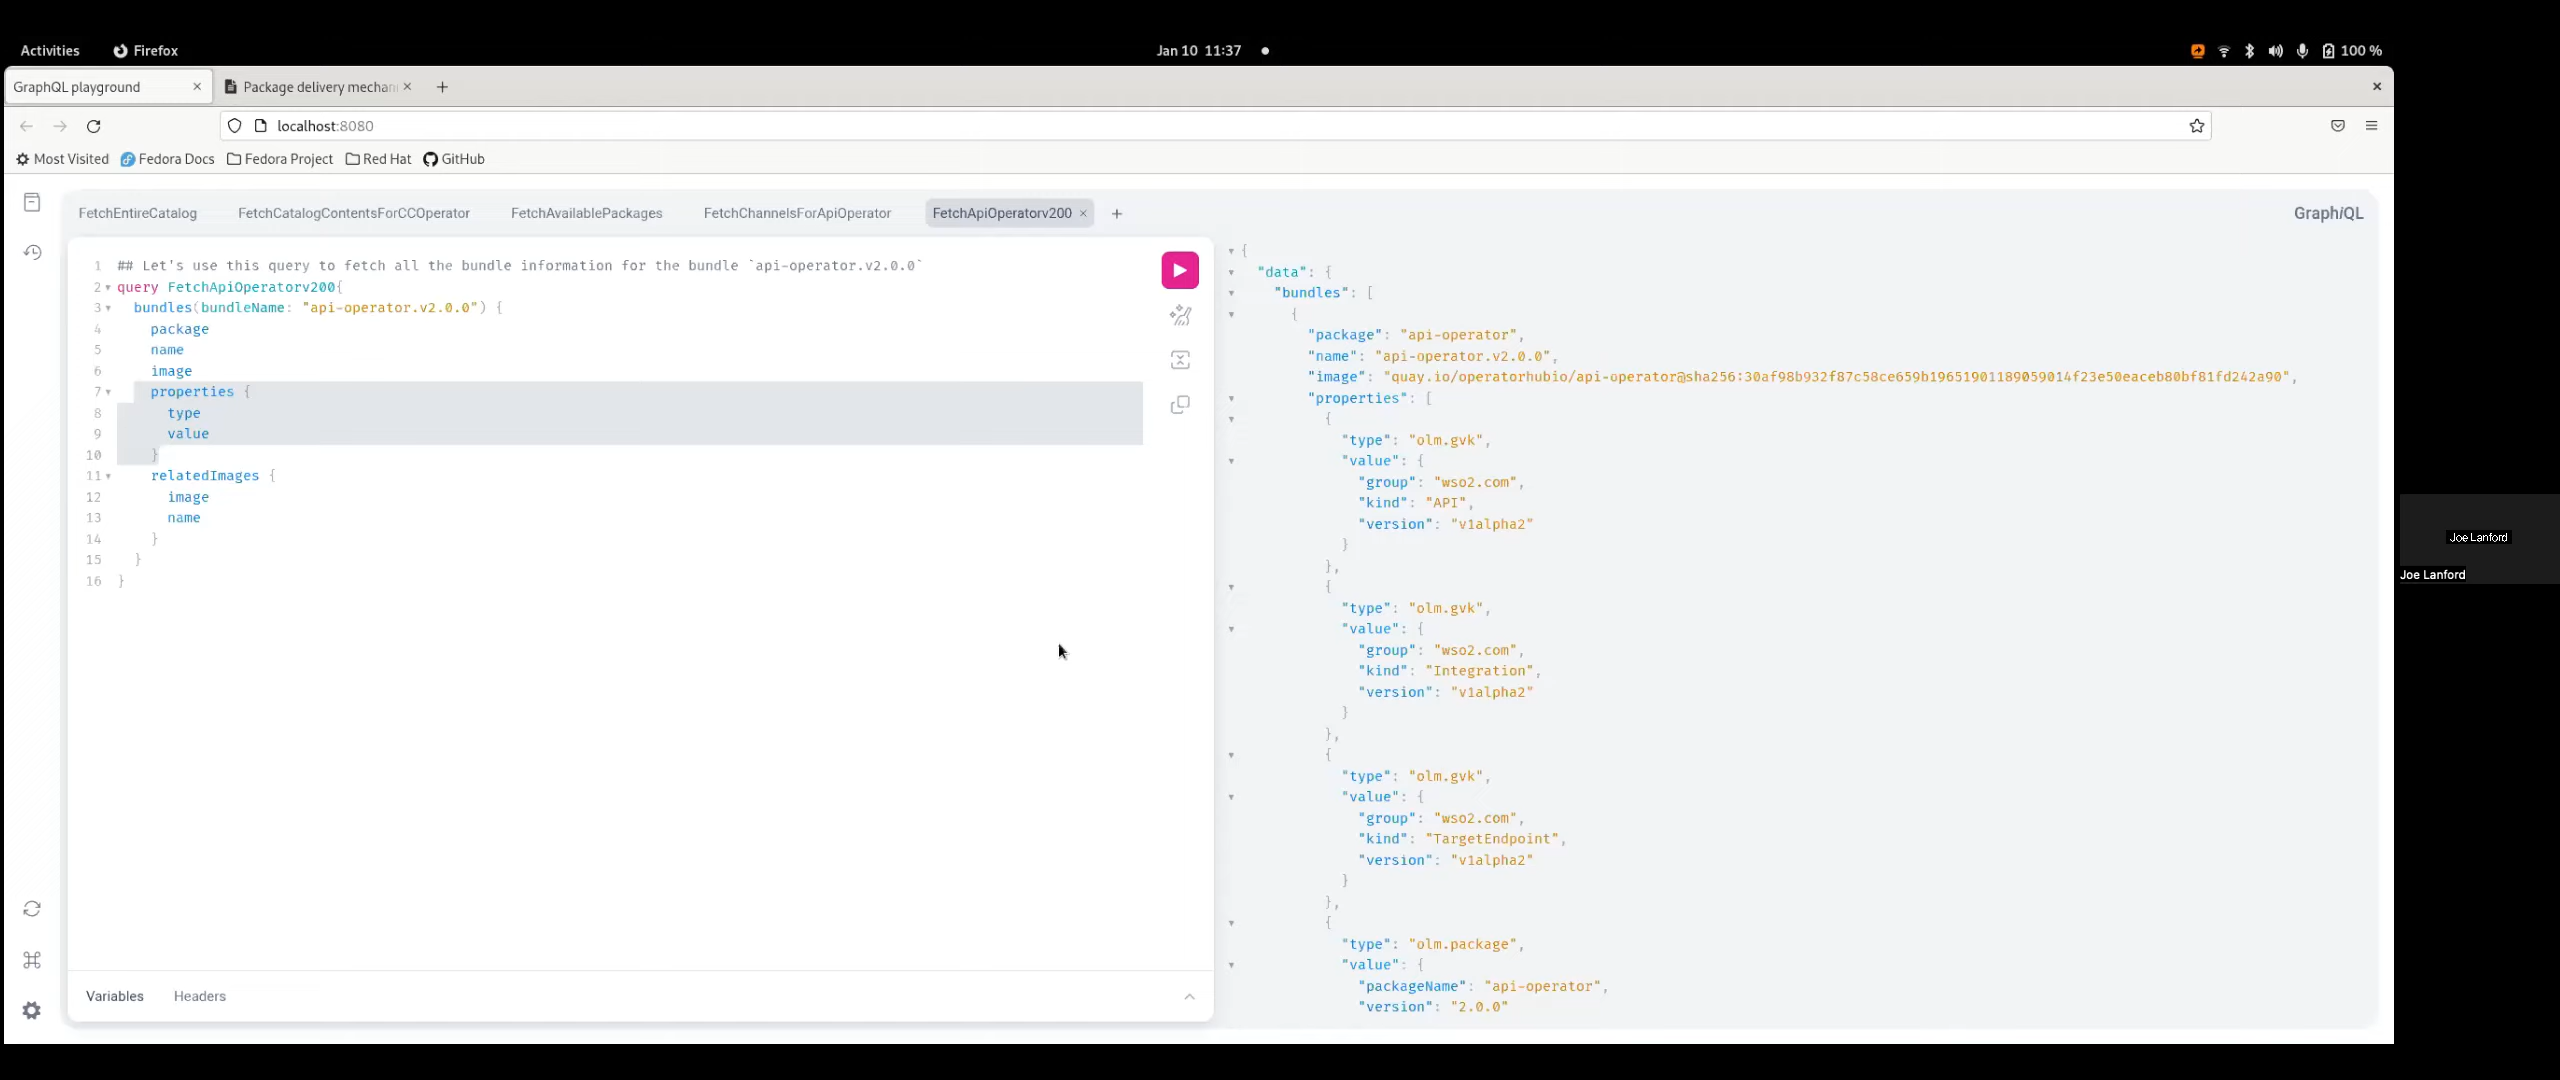 Activities Firefox Jan 10 11:37 100 %
GraphQL playground Package delivery mechan
localhost:8080
Most Visited Fedora Docs Fedora Project Red Hat GitHub
FetchEntireCatalog FetchCatalogContentsForCCOperator FetchAvailablePackages FetchChannelsForApiOperator FetchApiOperatorv200 GraphiQL
1 ## Let's use this query to fetch all the bundle information for the bundle `api-operator.v2.0.0`
2 query FetchApiOperatorv200{
3 bundles(bundleName: "api-operator.v2.0.0") {
4 package
5 name
6 image
7 properties {
8 type
9 value
10 }
11 relatedImages {
12 image
13 name
14 }
15 }
16 }
Variables Headers
{
"data": {
"bundles": [
{
"package": "api-operator",
"name": "api-operator.v2.0.0",
"image": "quay.io/operatorhubio/api-operator@sha256:30af98b932f87c58ce659b19651901189059014f23e50eaceb80bf81fd242a90",
"properties": [
{
"type": "olm.gvk",
"value": {
"group": "wso2.com",
"kind": "API",
"version": "v1alpha2"
}
},
{
"type": "olm.gvk",
"value": {
"group": "wso2.com",
"kind": "Integration",
"version": "v1alpha2"
}
},
{
"type": "olm.gvk",
"value": {
"group": "wso2.com",
"kind": "TargetEndpoint",
"version": "v1alpha2"
}
},
{
"type": "olm.package",
"value": {
"packageName": "api-operator",
"version": "2.0.0"
Joe Lanford
Joe Lanford